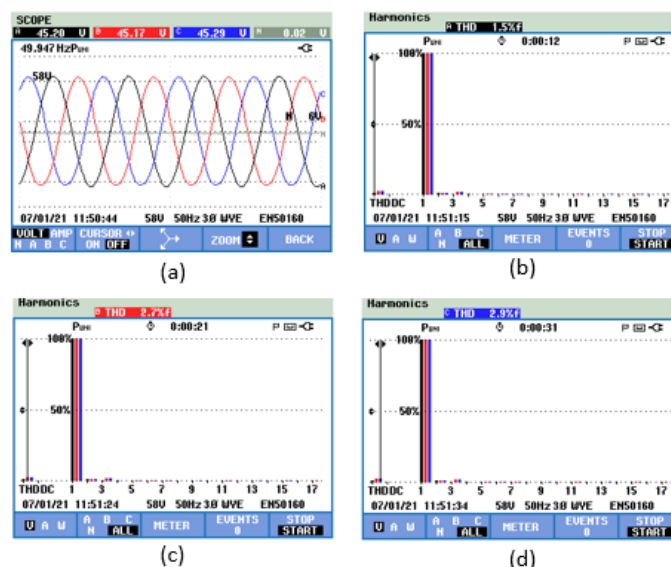 SCOPE
A 45.20 V B 45.17 V C 45.29 V N 0.02 V
49.947Hz PUNI
58V
C
N 6V B
N
A
07/01/21 11:50:44 58V 50Hz 3Ø WYE EN50160
VOLT AMP CURSOR ZOOM BACK
N A B C ON OFF
(a)
Harmonics
A THD 1.5%f
PUNI 0:00:12 P
100%
50%
THDDC 1 3 5 7 9 11 13 15 17
07/01/21 11:51:15 58V 50Hz 3Ø WYE EN50160
V A W A B C N ALL METER EVENTS 0 STOP START
(b)
Harmonics
B THD 2.7%f
PUNI 0:00:21 P
100%
50%
THDDC 1 3 5 7 9 11 13 15 17
07/01/21 11:51:24 58V 50Hz 3Ø WYE EN50160
V A W A B C N ALL METER EVENTS 0 STOP START
(c)
Harmonics
C THD 2.9%f
PUNI 0:00:31 P
100%
50%
THDDC 1 3 5 7 9 11 13 15 17
07/01/21 11:51:34 58V 50Hz 3Ø WYE EN50160
V A W A B C N ALL METER EVENTS 0 STOP START
(d)